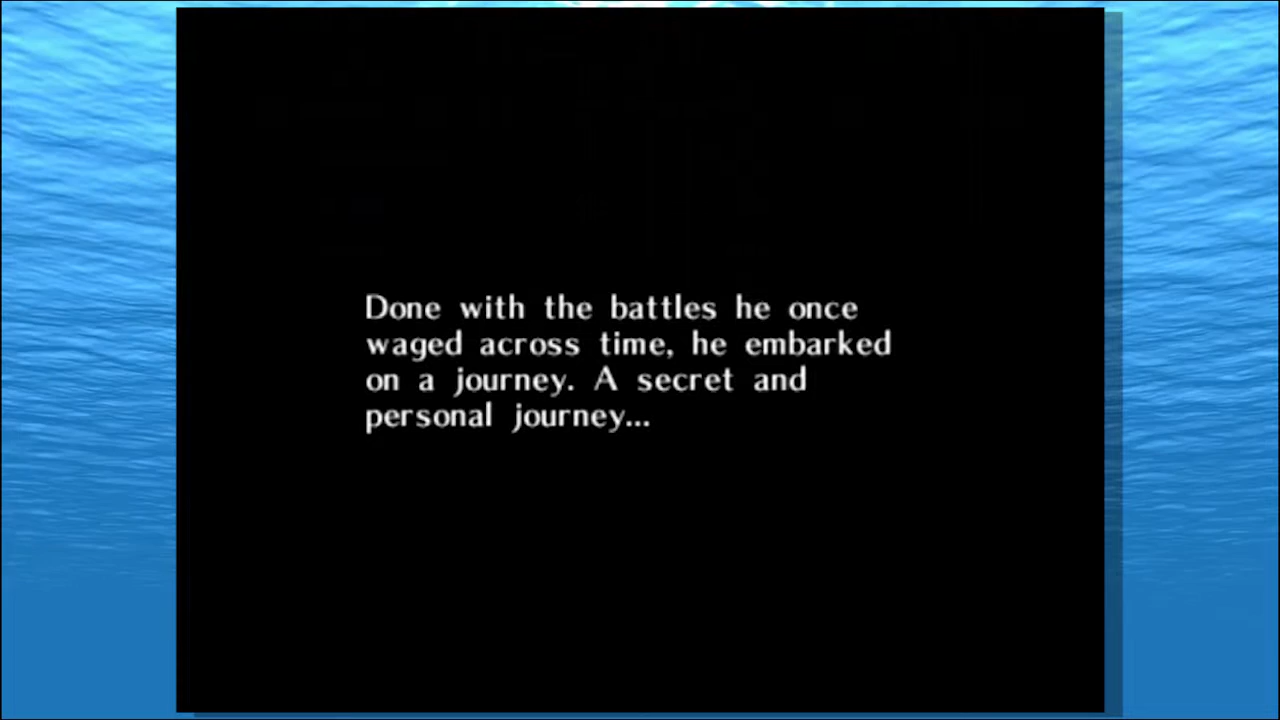 Done with the battles he once
waged across time, he embarked
on a journey. A secret and
personal journey...